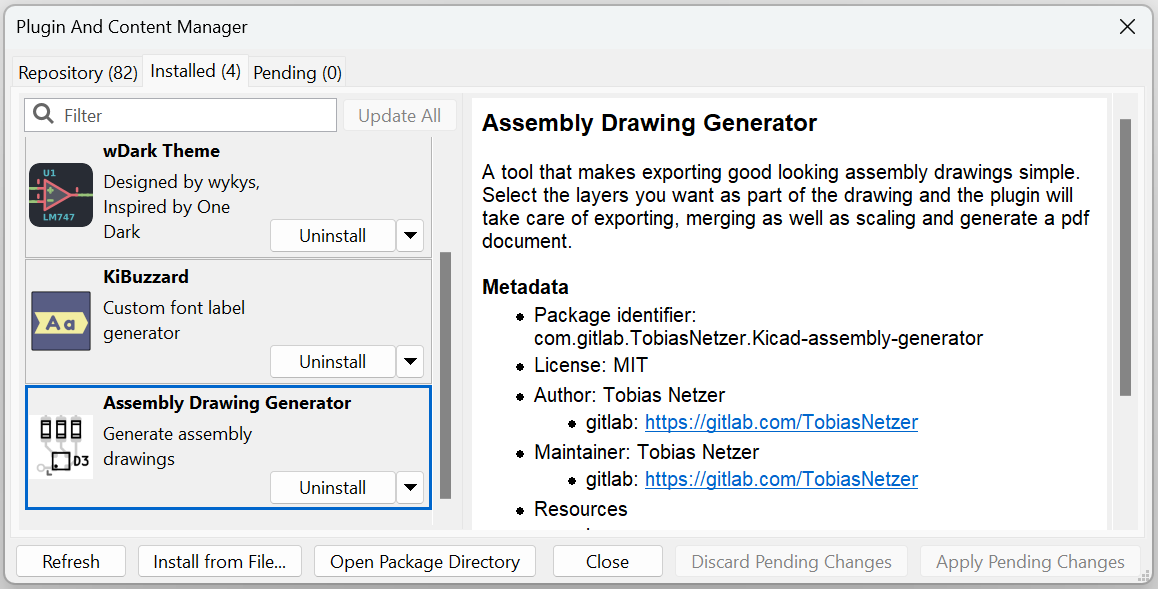 Plugin And Content Manager
Repository (82)
Installed (4)
Pending (0)
Filter
Update All
wDark Theme
Designed by wykys,
Inspired by One
Dark
Uninstall
U1
LM747
KiBuzzard
Custom font label
generator
Uninstall
Aa
Assembly Drawing Generator
Generate assembly
drawings
Uninstall
D3
Assembly Drawing Generator
A tool that makes exporting good looking assembly drawings simple.
Select the layers you want as part of the drawing and the plugin will
take care of exporting, merging as well as scaling and generate a pdf
document.
Metadata
Package identifier:
com.gitlab.TobiasNetzer.Kicad-assembly-generator
License: MIT
Author: Tobias Netzer
gitlab: https://gitlab.com/TobiasNetzer
Maintainer: Tobias Netzer
gitlab: https://gitlab.com/TobiasNetzer
Resources
Refresh
Install from File...
Open Package Directory
Close
Discard Pending Changes
Apply Pending Changes